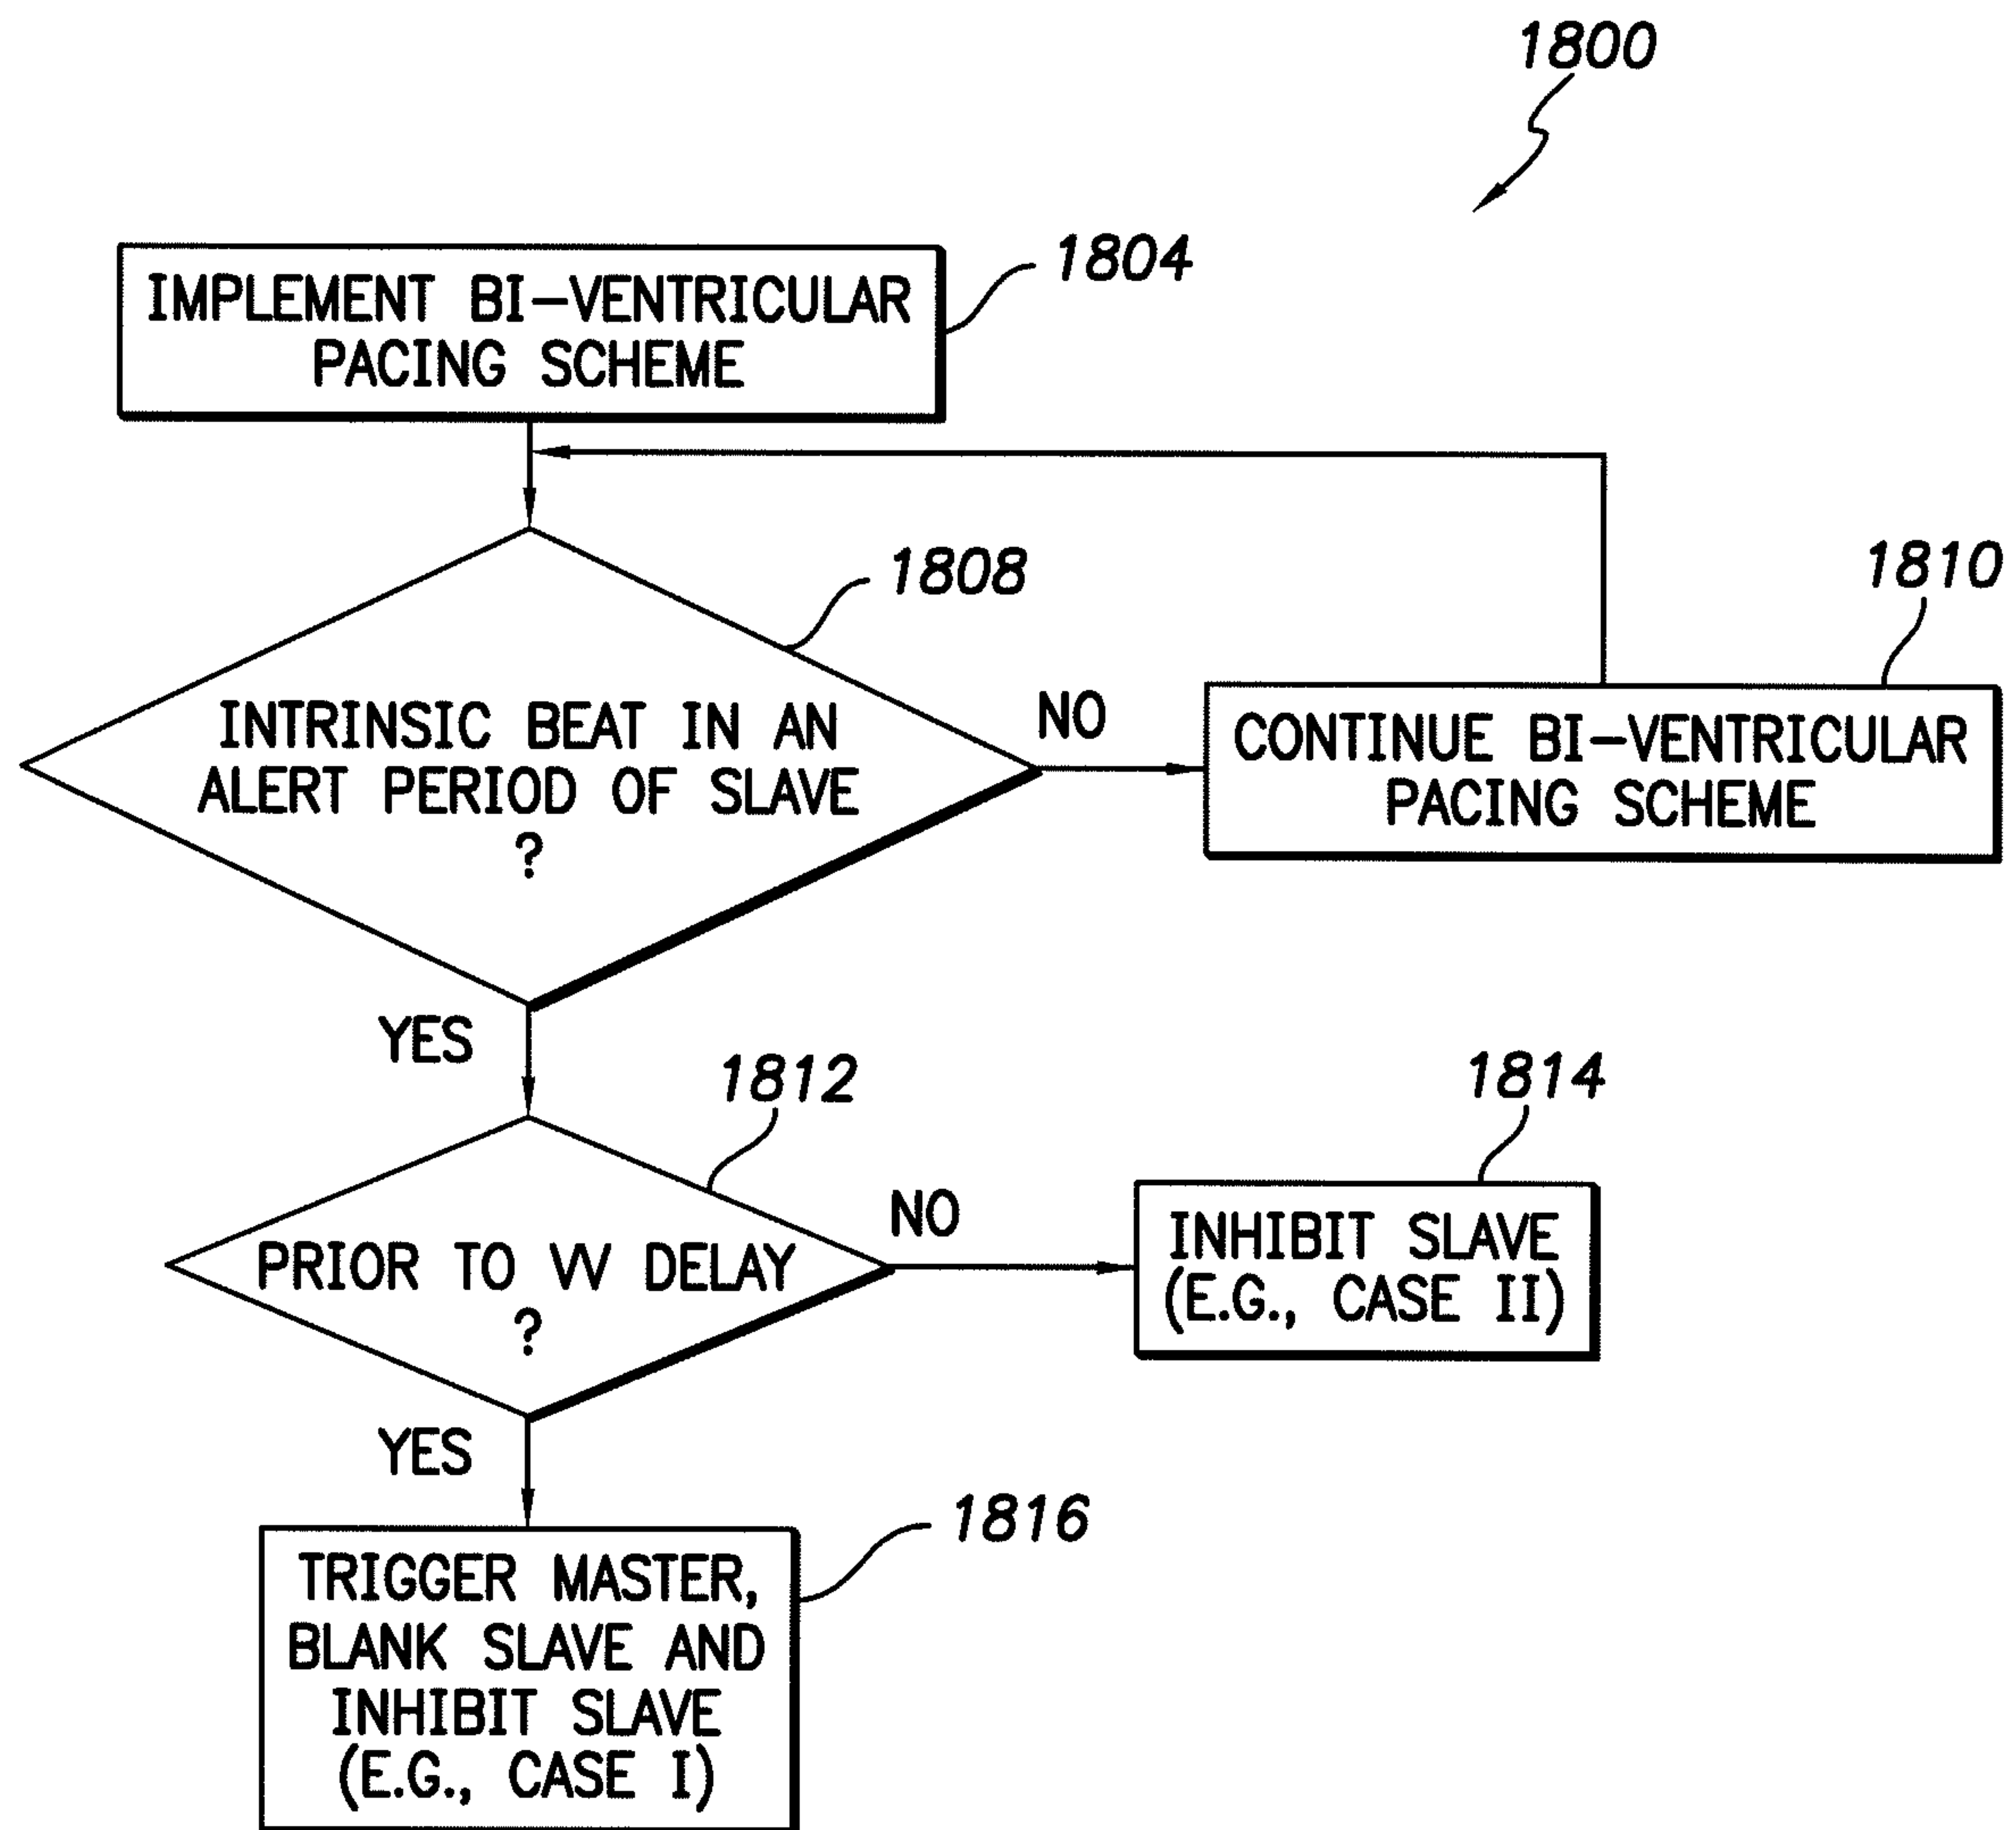 1800
1804
IMPLEMENT BI-VENTRICULAR
PACING SCHEME
1808
INTRINSIC BEAT IN AN
ALERT PERIOD OF SLAVE
?
NO
1810
CONTINUE BI-VENTRICULAR
PACING SCHEME
YES
1812
PRIOR TO VV DELAY
?
NO
1814
INHIBIT SLAVE
(E.G., CASE II)
YES
1816
TRIGGER MASTER,
BLANK SLAVE AND
INHIBIT SLAVE
(E.G., CASE I)